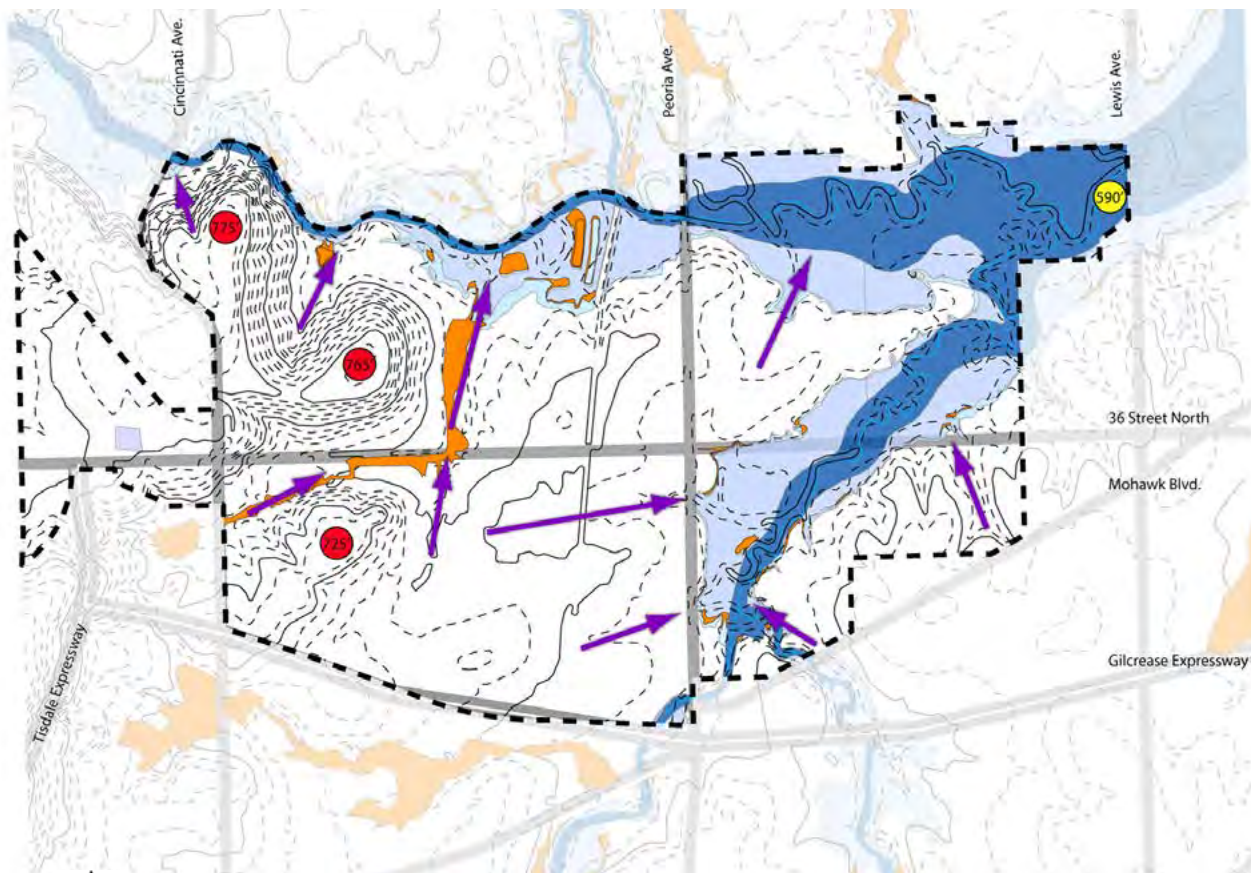 Cincinnati Ave.
Peoria Ave.
Lewis Ave.
775'
590'
765'
36 Street North
Mohawk Blvd.
725'
Tisdale Expressway
Gilcrease Expressway